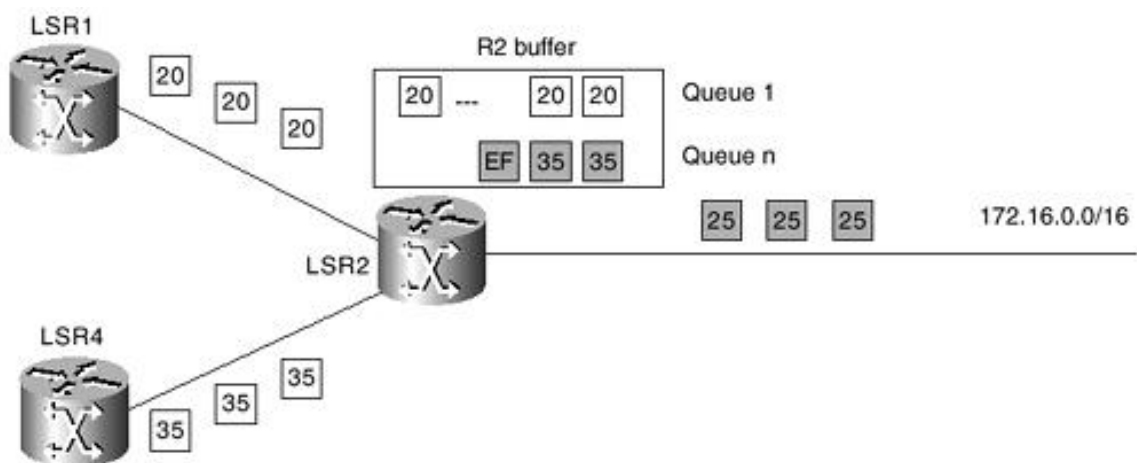 LSR1
R2 buffer
20
20
20
20 --- 20 20 Queue 1
EF 35 35 Queue n
25 25 25 172.16.0.0/16
LSR2
LSR4
35
35
35